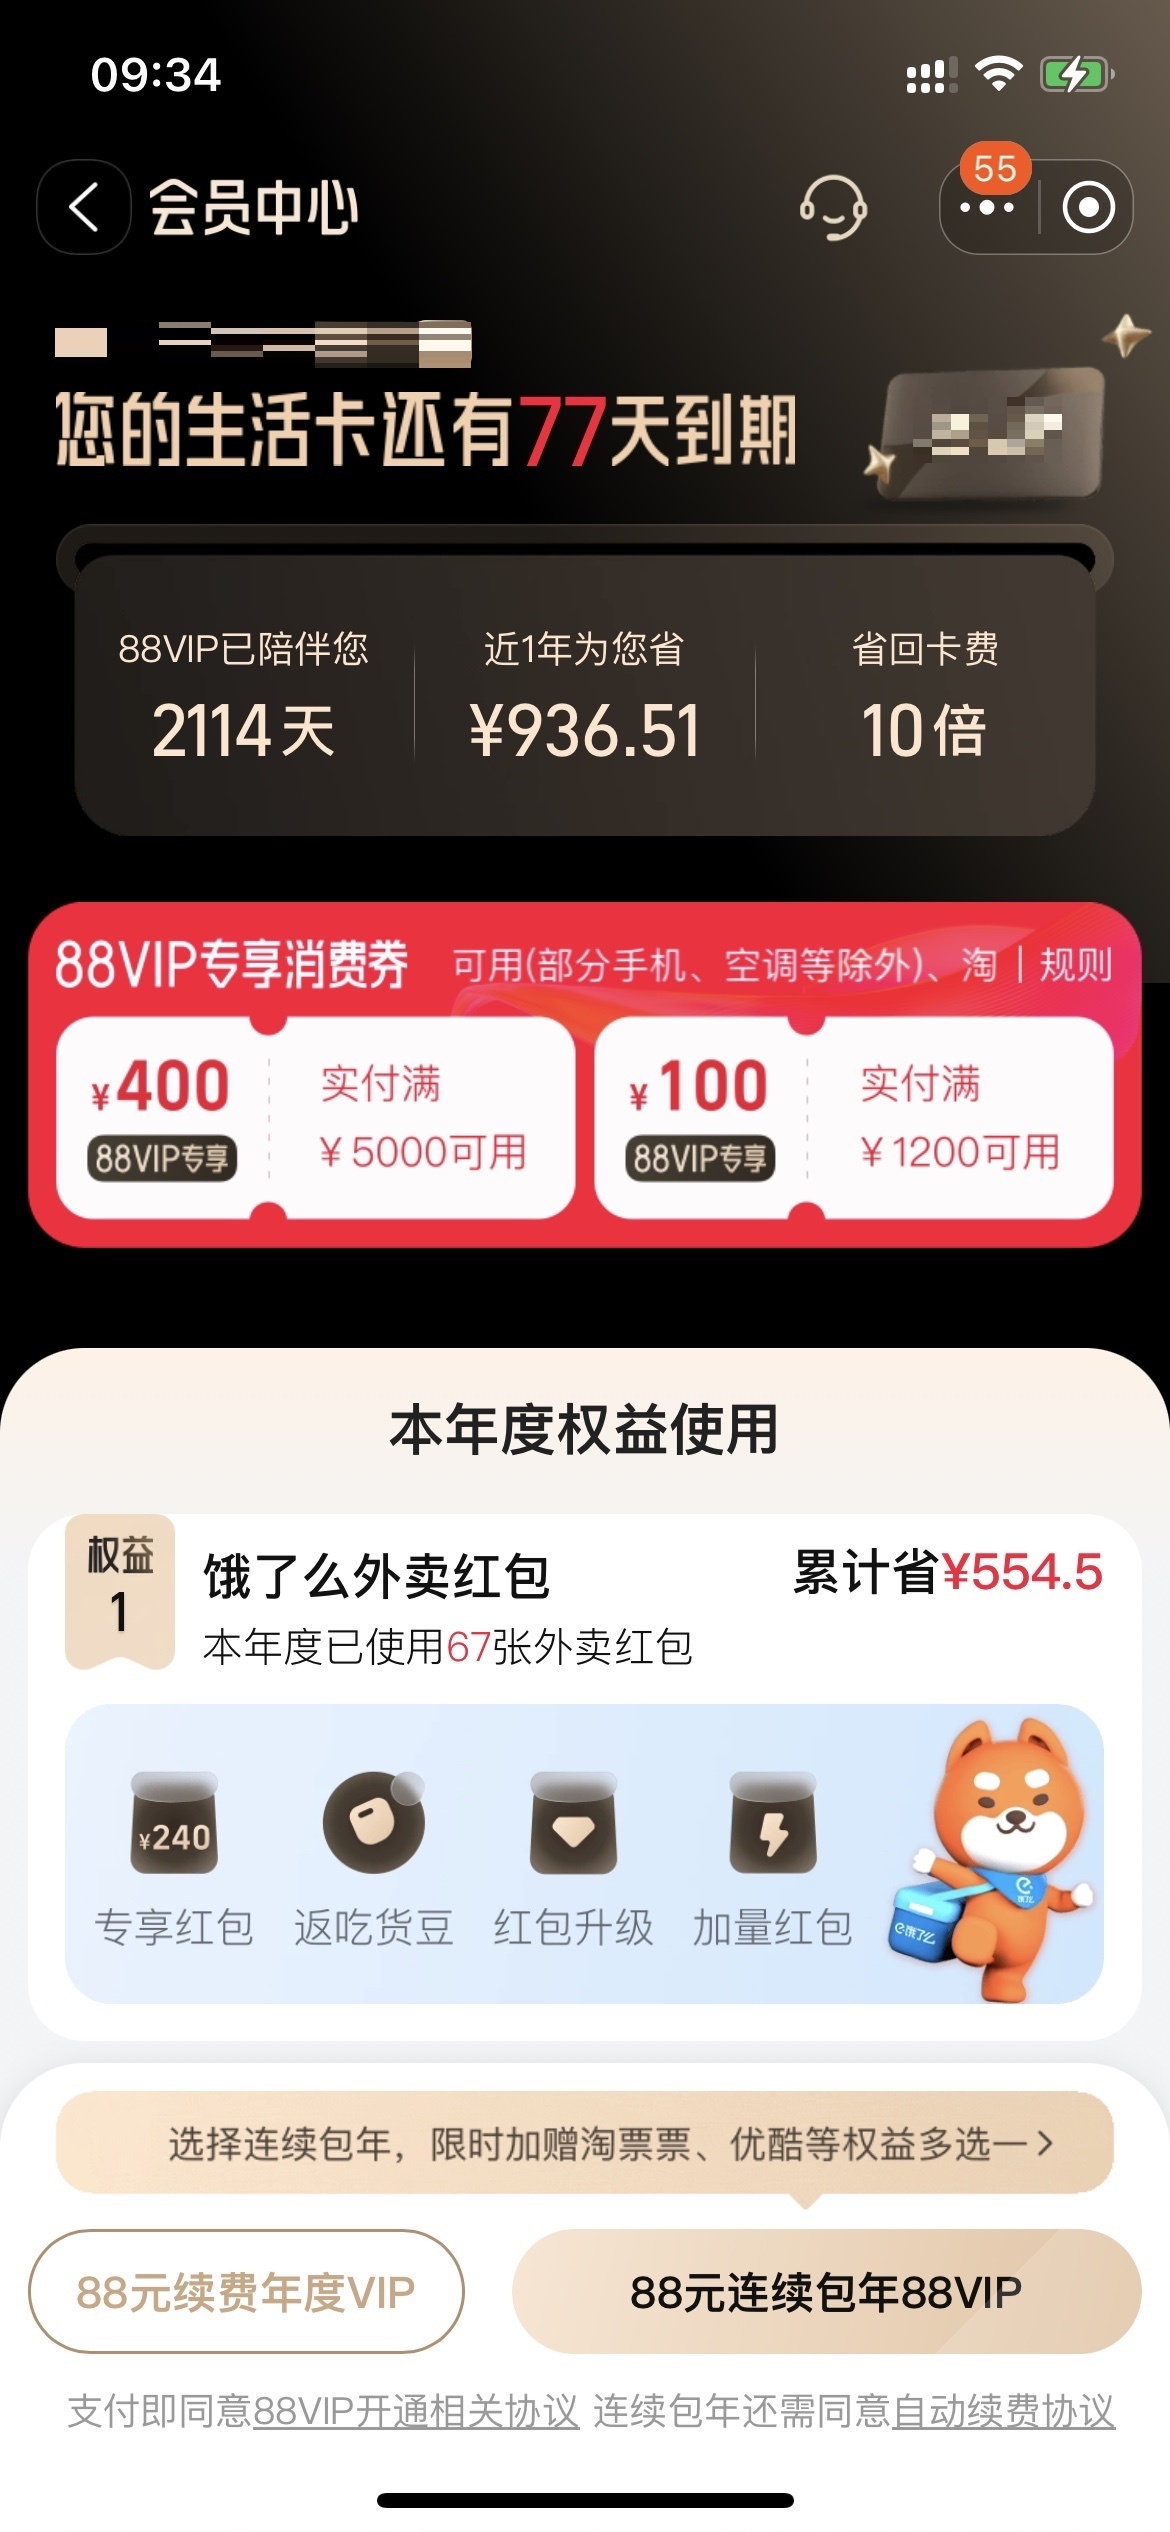 09:34
会员中心
55
您的生活卡还有77天到期
88VIP已陪伴您 近1年为您省 省回卡费
2114天 ¥936.51 10倍
88VIP专享消费券 可用(部分手机、空调等除外)、淘 | 规则
¥400 实付满 ¥100 实付满
88VIP专享 ¥5000可用 88VIP专享 ¥1200可用
本年度权益使用
权益
1
饿了么外卖红包 累计省¥554.5
本年度已使用67张外卖红包
¥240
专享红包 返吃货豆 红包升级 加量红包
饿了么
饿了么
选择连续包年，限时加赠淘票票、优酷等权益多选一>
88元续费年度VIP 88元连续包年88VIP
支付即同意88VIP开通相关协议 连续包年还需同意自动续费协议